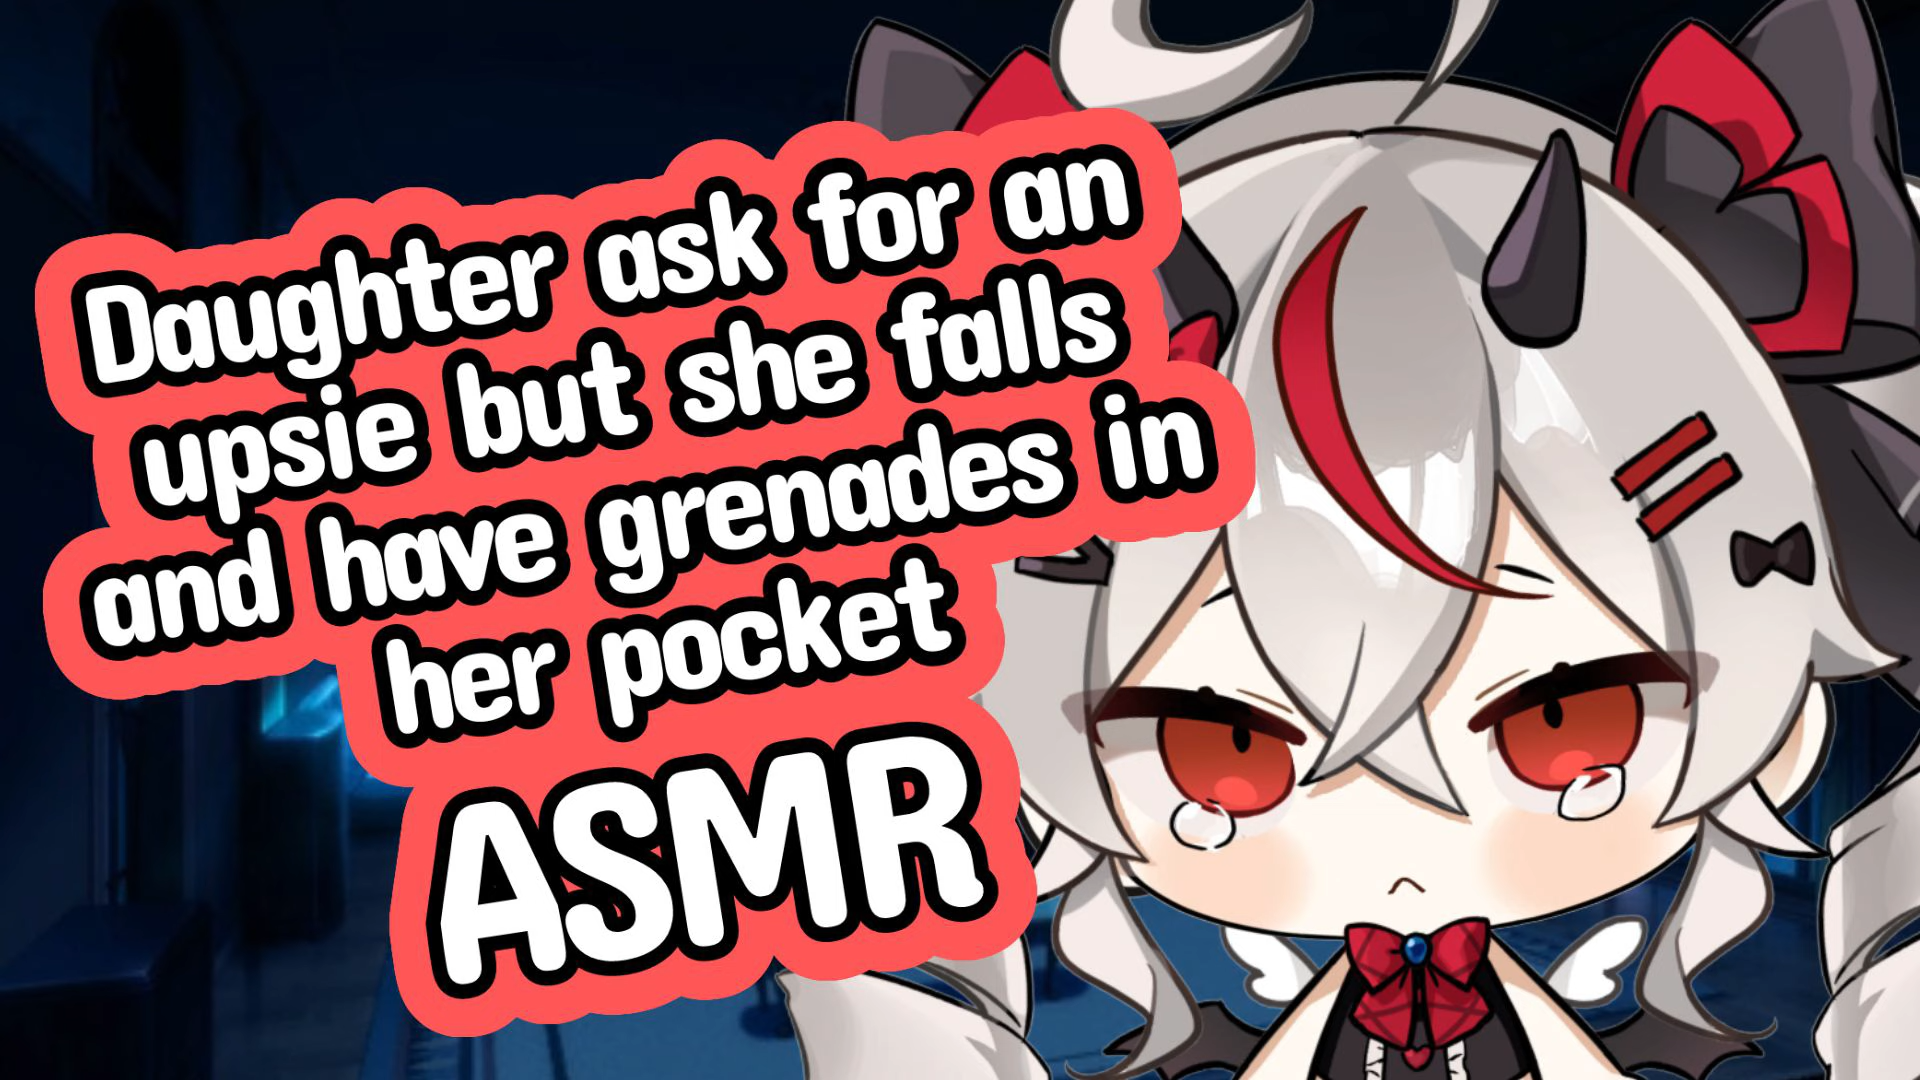 Daughter ask for an
upsie but she falls
and have grenades in
her pocket
ASMR